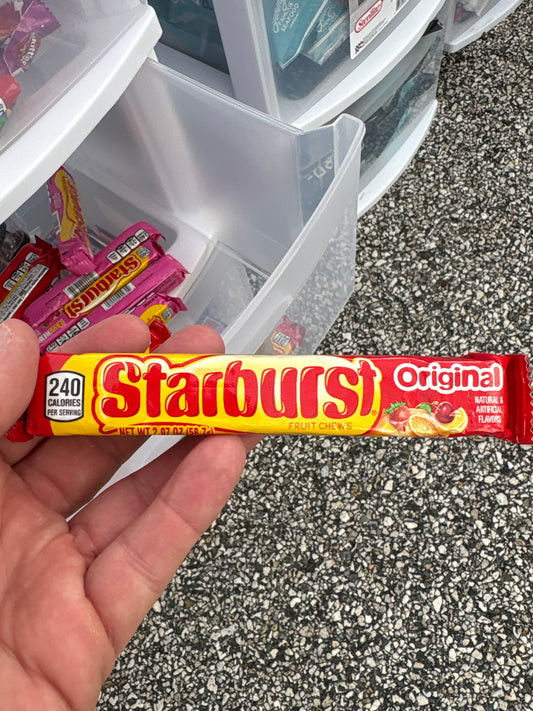 Starburst
240
CALORIES
PER SERVING
Starburst®
NET WT 2.07 OZ (58.7g)
FRUIT CHEWS
Original
NATURAL &
ARTIFICIAL
FLAVORS